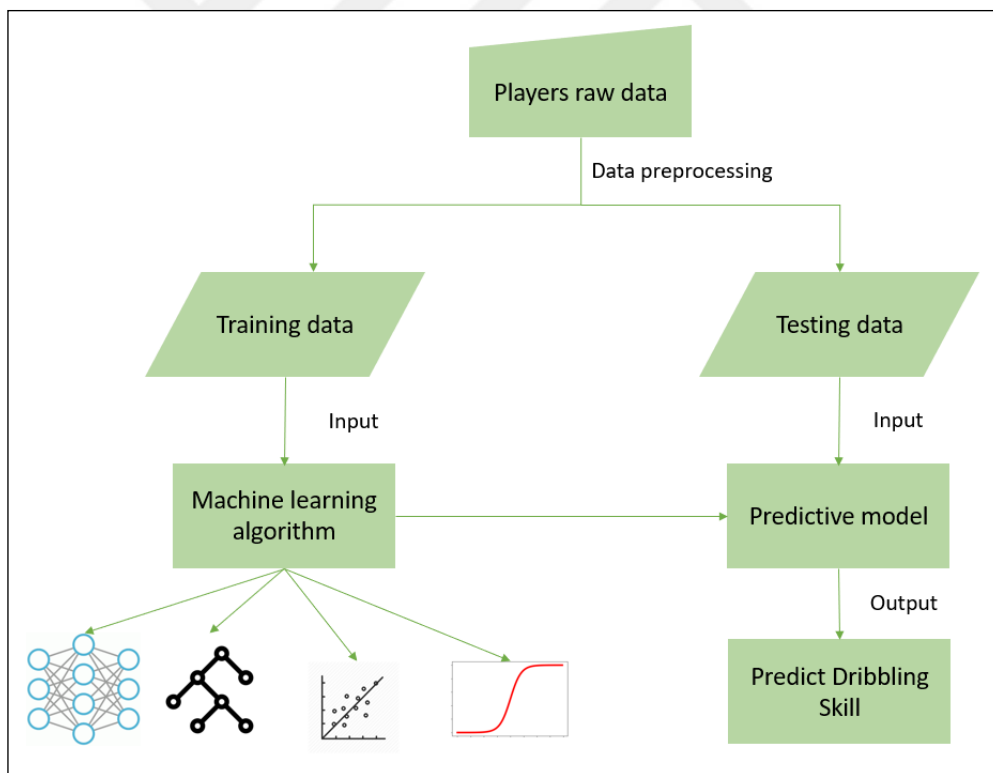 Players raw data
Data preprocessing
Training data
Testing data
Input
Input
Machine learning
algorithm
Predictive model
Output
Predict Dribbling
Skill